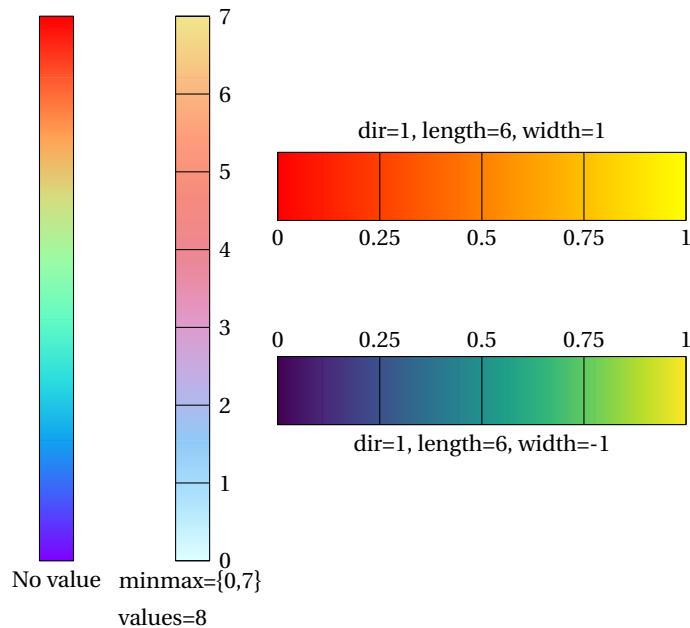 7
6
5
4
3
2
1
0
No value
minmax={0,7}
values=8
dir=1, length=6, width=1
0 0.25 0.5 0.75 1
0 0.25 0.5 0.75 1
dir=1, length=6, width=-1